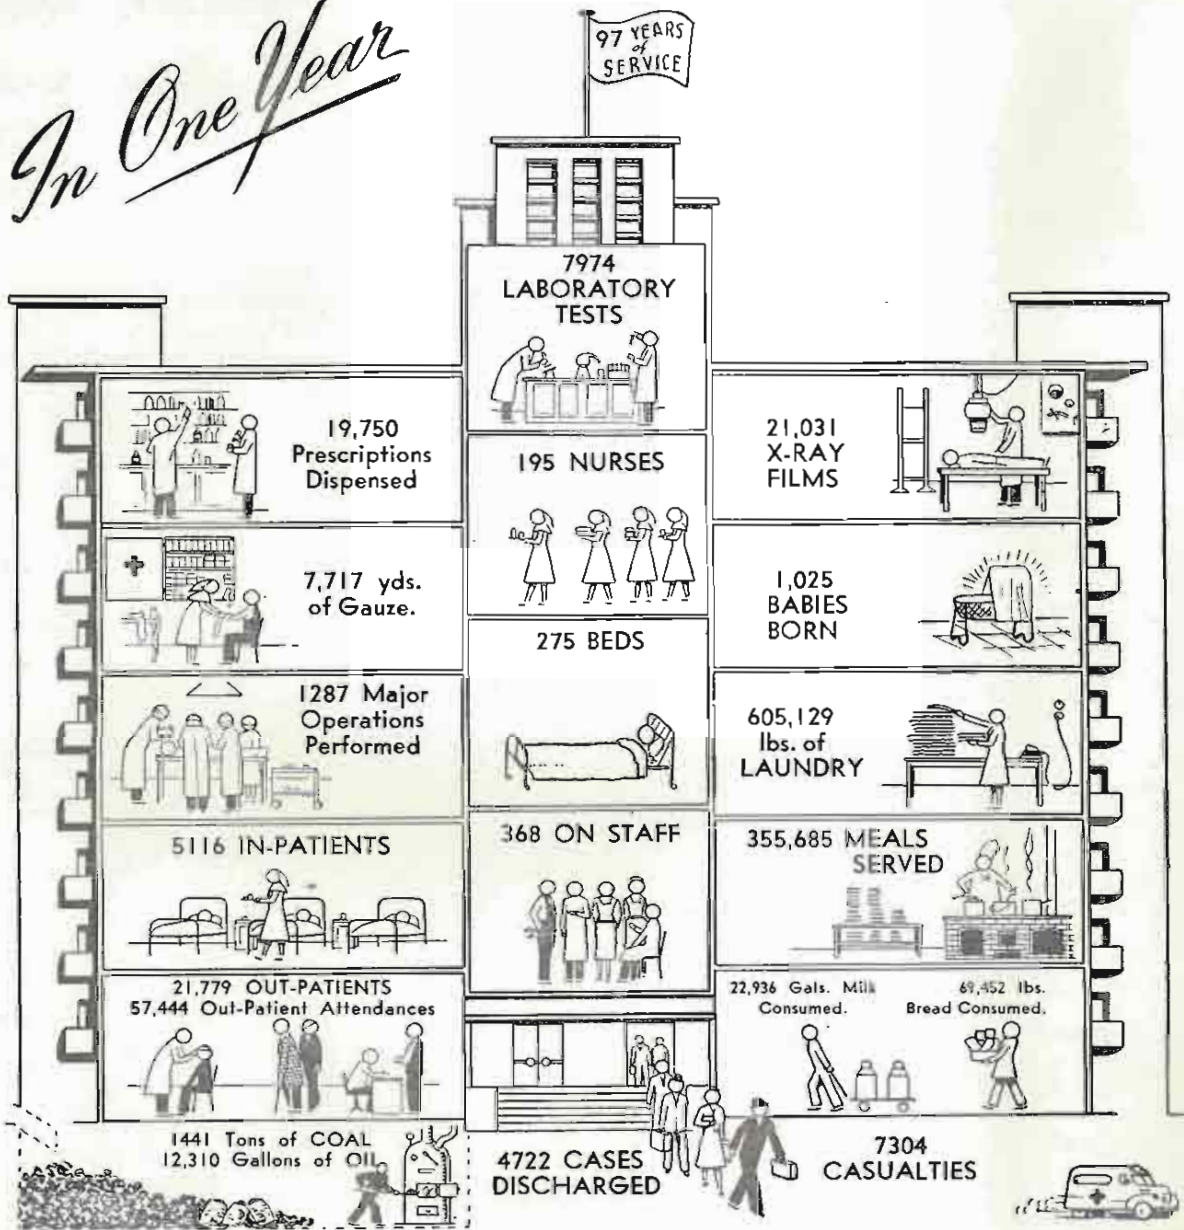 In One Year
97 YEARS
of
SERVICE
7974
LABORATORY
TESTS
19,750
Prescriptions
Dispensed
195 NURSES
21,031
X-RAY
FILMS
7,717 yds.
of Gauze.
1,025
BABIES
BORN
275 BEDS
1287 Major
Operations
Performed
605,129
lbs. of
LAUNDRY
5116 IN-PATIENTS
368 ON STAFF
355,685 MEALS
SERVED
21,779 OUT-PATIENTS
57,444 Out-Patient Attendances
22,936 Gals. Milk
Consumed.
69,452 lbs.
Bread Consumed.
1441 Tons of COAL
12,310 Gallons of OIL
4722 CASES
DISCHARGED
7304
CASUALTIES